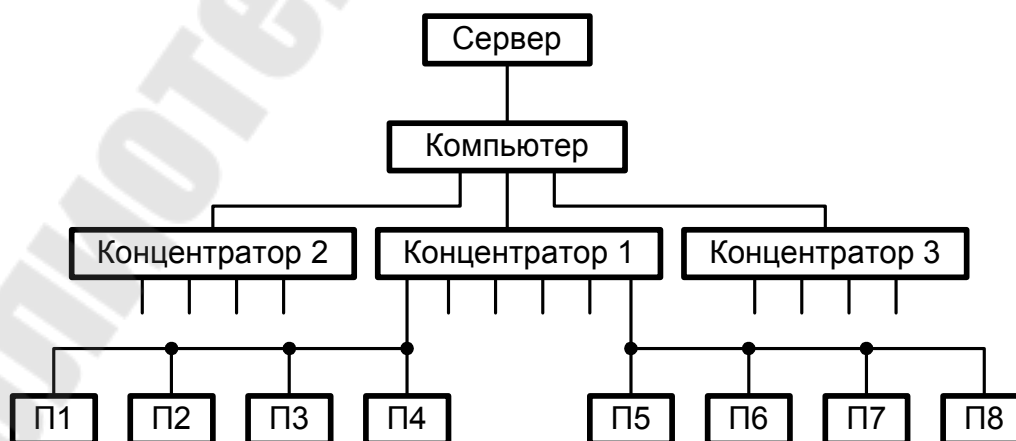 Сервер
Компьютер
Концентратор 2 Концентратор 1 Концентратор 3
П1 П2 П3 П4 П5 П6 П7 П8